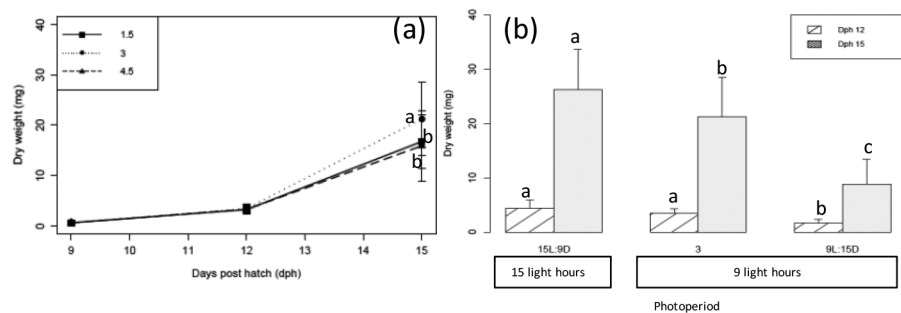 (a)
1.5
3
4.5
Dry weight (mg)
40
30
20
10
0
a
b
b
9 10 11 12 13 14 15
Days post hatch (dph)
(b)
Dph 12
Dph 15
Dry weight (mg)
40
30
20
10
0
a
a
a
b
b
c
15L:9D 3 9L:15D
15 light hours 9 light hours
Photoperiod